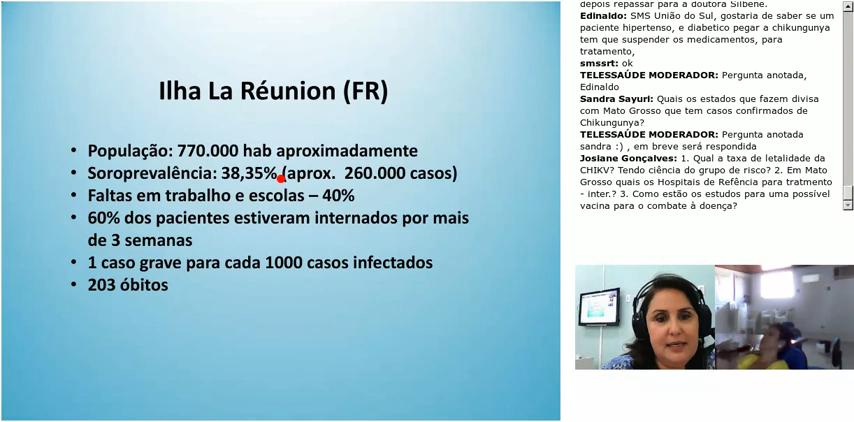 Ilha La Réunion (FR)
• População: 770.000 hab aproximadamente
• Soroprevalência: 38,35% (aprox. 260.000 casos)
• Faltas em trabalho e escolas – 40%
• 60% dos pacientes estiveram internados por mais
de 3 semanas
• 1 caso grave para cada 1000 casos infectados
• 203 óbitos
depois repassar para a doutora Silbene.
Edinaldo: SMS União do Sul, gostaria de saber se um
paciente hipertenso, e diabetico pegar a chikungunya
tem que suspender os medicamentos, para
tratamento,
smssrt: ok
TELESSAÚDE MODERADOR: Pergunta anotada,
Edinaldo
Sandra Sayuri: Quais os estados que fazem divisa
com Mato Grosso que tem casos confirmados de
Chikungunya?
TELESSAÚDE MODERADOR: Pergunta anotada
sandra :) , em breve será respondida
Josiane Gonçalves: 1. Qual a taxa de letalidade da
CHIKV? Tendo ciência do grupo de risco? 2. Em Mato
Grosso quais os Hospitais de Refência para tratmento
- inter.? 3. Como estão os estudos para uma possível
vacina para o combate à doença?